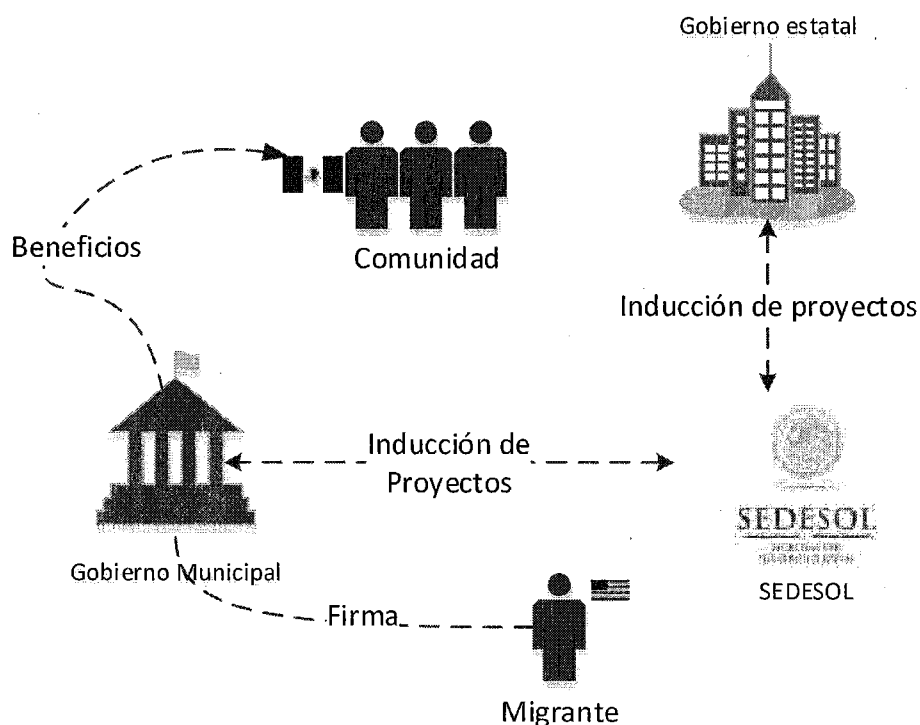 Gobierno estatal
Beneficios
Comunidad
Inducción de proyectos
Inducción de
Proyectos
SEDESOL
SEDESOL
Gobierno Municipal
Firma
Migrante